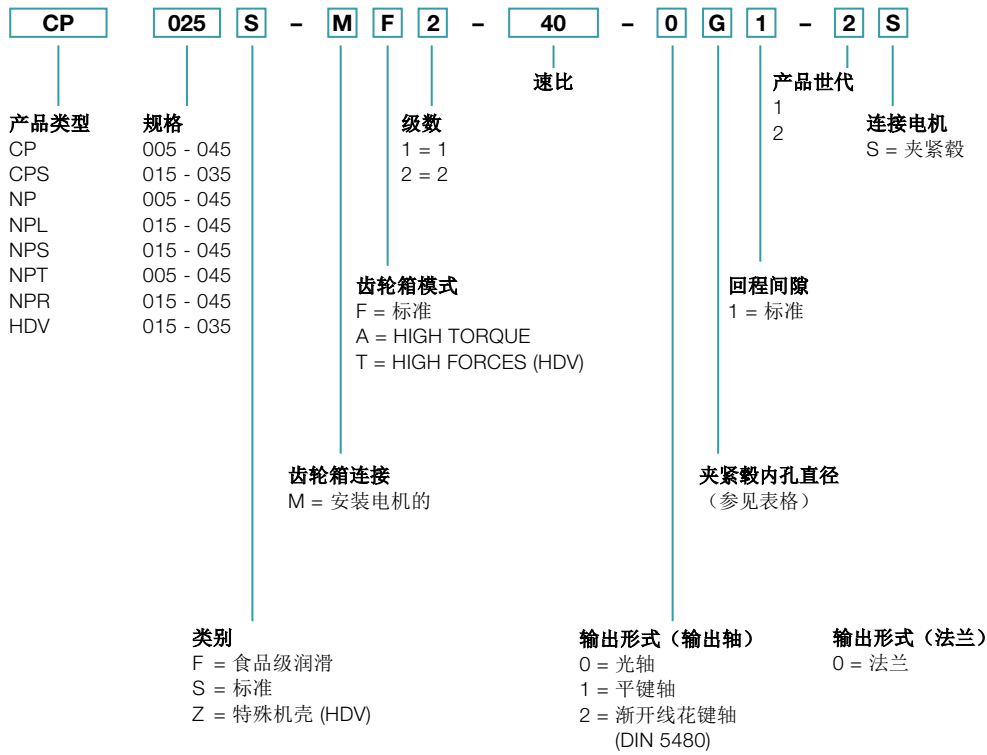 CP 025 S – M F 2 – 40 – 0 G 1 – 2 S
速比
产品世代
1
2
产品类型
CP
CPS
NP
NPL
NPS
NPT
NPR
HDV
规格
005 - 045
015 - 035
005 - 045
015 - 045
015 - 045
005 - 045
015 - 045
015 - 035
级数
1 = 1
2 = 2
连接电机
S = 夹紧毂
齿轮箱模式
F = 标准
A = HIGH TORQUE
T = HIGH FORCES (HDV)
回程间隙
1 = 标准
齿轮箱连接
M = 安装电机的
夹紧毂内孔直径
（参见表格）
类别
F = 食品级润滑
S = 标准
Z = 特殊机壳 (HDV)
输出形式（输出轴）
0 = 光轴
1 = 平键轴
2 = 渐开线花键轴
(DIN 5480)
输出形式（法兰）
0 = 法兰